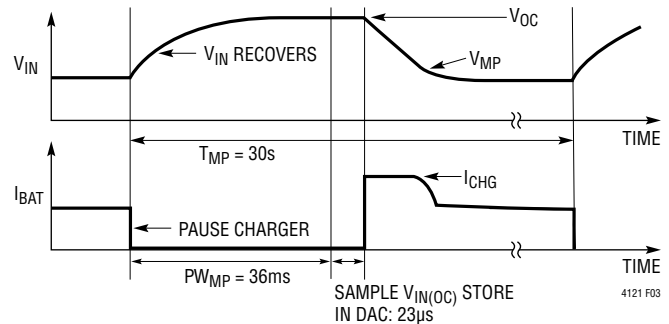 V_OC
V_IN
V_IN RECOVERS
V_MP
TIME
T_MP = 30s
I_BAT
I_CHG
PAUSE CHARGER
TIME
PW_MP = 36ms
SAMPLE V_IN(OC) STORE
IN DAC: 23µs
4121 F03